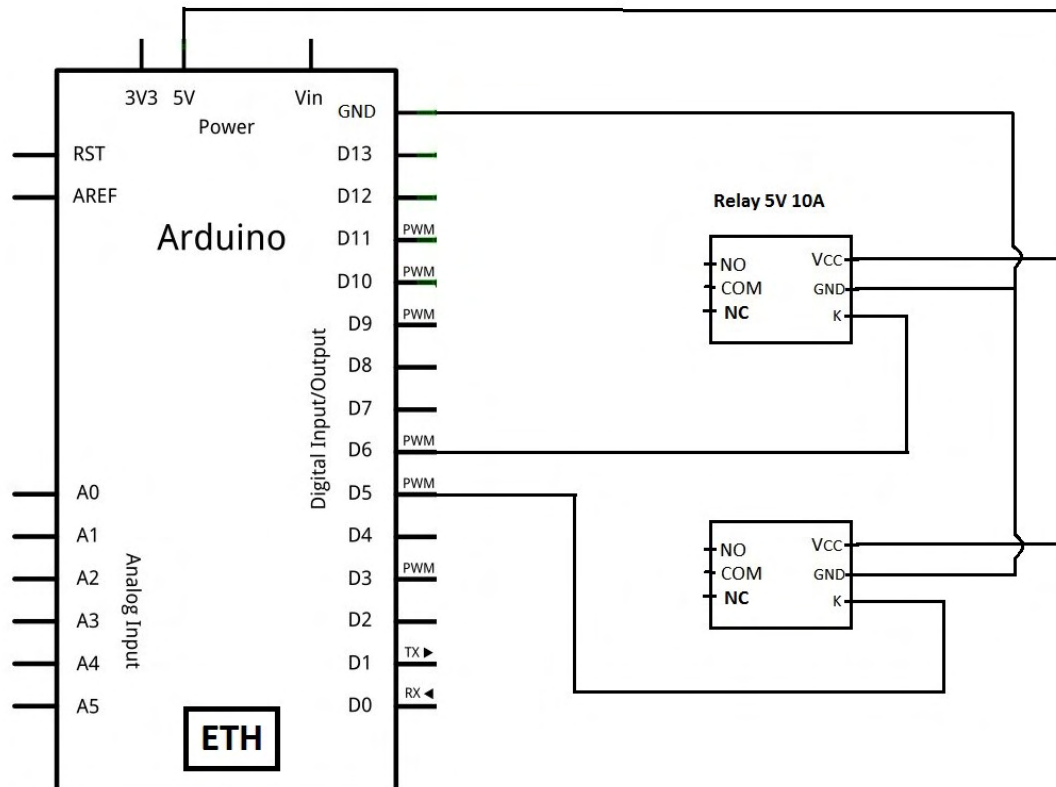 3V3 5V Vin
Power
GND
RST
D13
AREF
D12
Arduino
D11 PWM
D10 PWM
D9 PWM
D8
D7
D6 PWM
Digital Input/Output
A0
D5 PWM
A1
D4
A2
D3 PWM
A3
D2
Analog Input
A4
D1 TX ▶
A5
D0 RX ◀
ETH
Relay 5V 10A
NO VCC
COM GND
NC K
NO VCC
COM GND
NC K